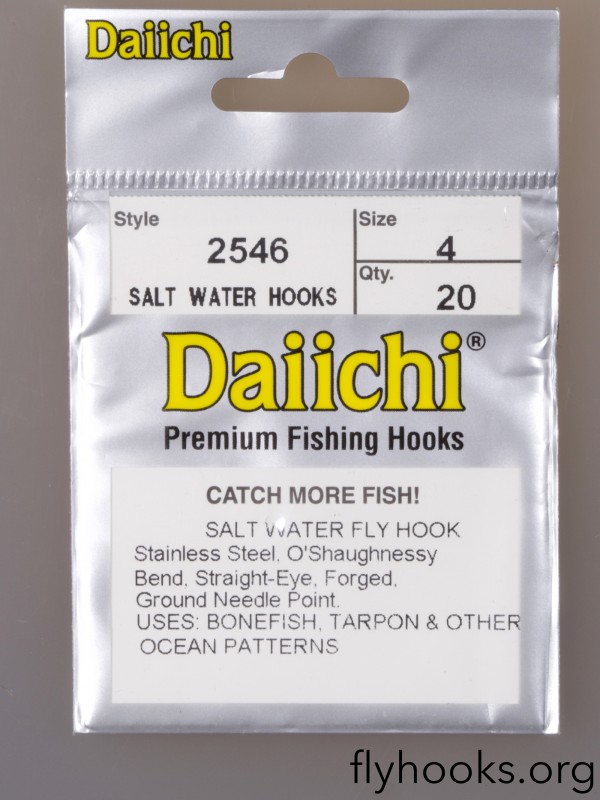 Daiichi
Style
2546
SALT WATER HOOKS
Size
4
Qty.
20
Daiichi®
Premium Fishing Hooks
CATCH MORE FISH!
SALT WATER FLY HOOK
Stainless Steel, O'Shaughnessy
Bend, Straight-Eye, Forged,
Ground Needle Point.
USES: BONEFISH, TARPON & OTHER
OCEAN PATTERNS
flyhooks.org